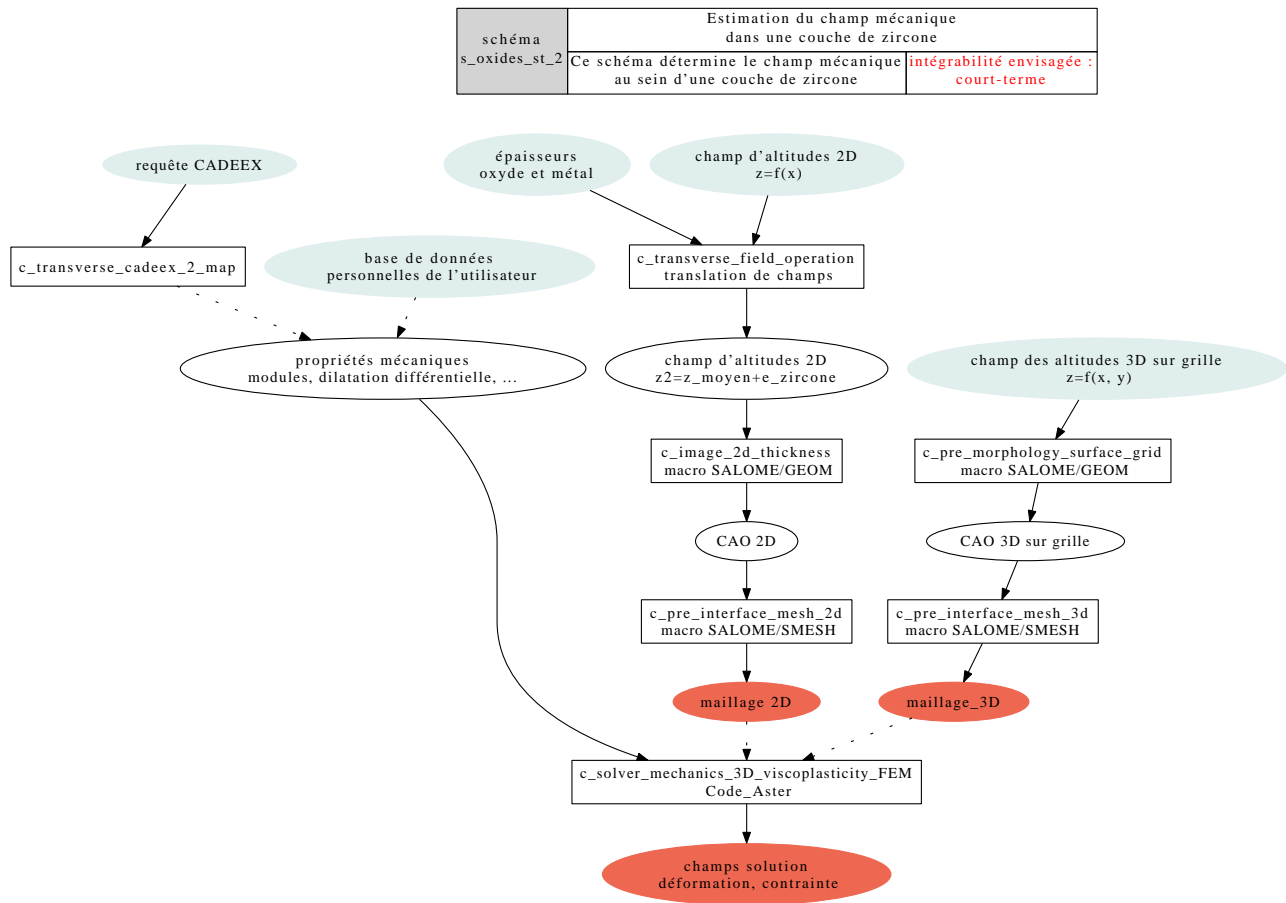 schéma
s_oxides_st_2
Estimation du champ mécanique
dans une couche de zircone
Ce schéma détermine le champ mécanique
au sein d’une couche de zircone
intégrabilité envisagée :
court-terme
requête CADEEX
épaisseurs
oxyde et métal
champ d’altitudes 2D
z=f(x)
c_transverse_cadeex_2_map
base de données
personnelles de l’utilisateur
c_transverse_field_operation
translation de champs
propriétés mécaniques
modules, dilatation différentielle, ...
champ d’altitudes 2D
z2=z_moyen+e_zircone
champ des altitudes 3D sur grille
z=f(x, y)
c_image_2d_thickness
macro SALOME/GEOM
c_pre_morphology_surface_grid
macro SALOME/GEOM
CAO 2D
CAO 3D sur grille
c_pre_interface_mesh_2d
macro SALOME/SMESH
c_pre_interface_mesh_3d
macro SALOME/SMESH
maillage 2D
maillage_3D
c_solver_mechanics_3D_viscoplasticity_FEM
Code_Aster
champs solution
déformation, contrainte